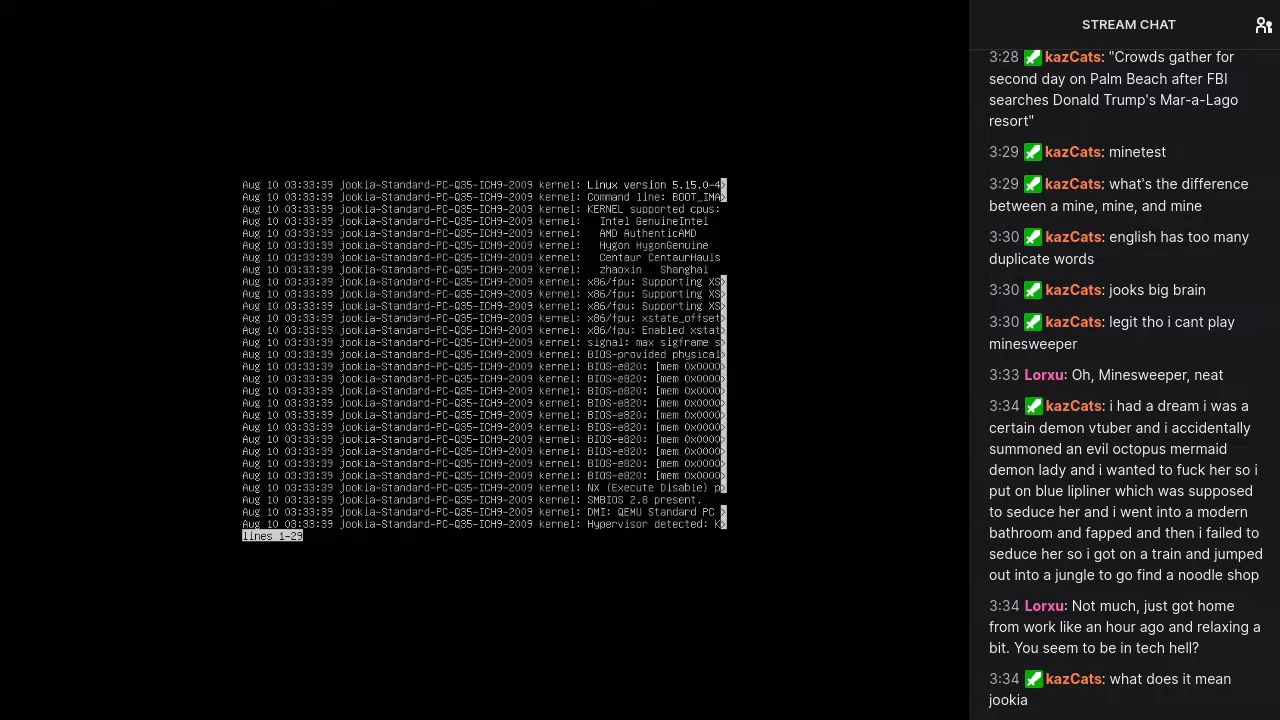 Aug 10 03:33:39 jookia-Standard-PC-Q35-ICH9-2009 kernel: Linux version 5.15.0-4>
Aug 10 03:33:39 jookia-Standard-PC-Q35-ICH9-2009 kernel: Command line: BOOT_IMA>
Aug 10 03:33:39 jookia-Standard-PC-Q35-ICH9-2009 kernel: KERNEL supported cpus:
Aug 10 03:33:39 jookia-Standard-PC-Q35-ICH9-2009 kernel:   Intel GenuineIntel
Aug 10 03:33:39 jookia-Standard-PC-Q35-ICH9-2009 kernel:   AMD AuthenticAMD
Aug 10 03:33:39 jookia-Standard-PC-Q35-ICH9-2009 kernel:   Hygon HygonGenuine
Aug 10 03:33:39 jookia-Standard-PC-Q35-ICH9-2009 kernel:   Centaur CentaurHauls
Aug 10 03:33:39 jookia-Standard-PC-Q35-ICH9-2009 kernel:   zhaoxin   Shanghai
Aug 10 03:33:39 jookia-Standard-PC-Q35-ICH9-2009 kernel: x86/fpu: Supporting XS>
Aug 10 03:33:39 jookia-Standard-PC-Q35-ICH9-2009 kernel: x86/fpu: Supporting XS>
Aug 10 03:33:39 jookia-Standard-PC-Q35-ICH9-2009 kernel: x86/fpu: Supporting XS>
Aug 10 03:33:39 jookia-Standard-PC-Q35-ICH9-2009 kernel: x86/fpu: xstate_offset>
Aug 10 03:33:39 jookia-Standard-PC-Q35-ICH9-2009 kernel: x86/fpu: Enabled xstat>
Aug 10 03:33:39 jookia-Standard-PC-Q35-ICH9-2009 kernel: signal: max sigframe s>
Aug 10 03:33:39 jookia-Standard-PC-Q35-ICH9-2009 kernel: BIOS-provided physical>
Aug 10 03:33:39 jookia-Standard-PC-Q35-ICH9-2009 kernel: BIOS-e820: [mem 0x0000>
Aug 10 03:33:39 jookia-Standard-PC-Q35-ICH9-2009 kernel: BIOS-e820: [mem 0x0000>
Aug 10 03:33:39 jookia-Standard-PC-Q35-ICH9-2009 kernel: BIOS-e820: [mem 0x0000>
Aug 10 03:33:39 jookia-Standard-PC-Q35-ICH9-2009 kernel: BIOS-e820: [mem 0x0000>
Aug 10 03:33:39 jookia-Standard-PC-Q35-ICH9-2009 kernel: BIOS-e820: [mem 0x0000>
Aug 10 03:33:39 jookia-Standard-PC-Q35-ICH9-2009 kernel: BIOS-e820: [mem 0x0000>
Aug 10 03:33:39 jookia-Standard-PC-Q35-ICH9-2009 kernel: BIOS-e820: [mem 0x0000>
Aug 10 03:33:39 jookia-Standard-PC-Q35-ICH9-2009 kernel: BIOS-e820: [mem 0x0000>
Aug 10 03:33:39 jookia-Standard-PC-Q35-ICH9-2009 kernel: BIOS-e820: [mem 0x0000>
Aug 10 03:33:39 jookia-Standard-PC-Q35-ICH9-2009 kernel: BIOS-e820: [mem 0x0000>
Aug 10 03:33:39 jookia-Standard-PC-Q35-ICH9-2009 kernel: NX (Execute Disable) p>
Aug 10 03:33:39 jookia-Standard-PC-Q35-ICH9-2009 kernel: SMBIOS 2.8 present.
Aug 10 03:33:39 jookia-Standard-PC-Q35-ICH9-2009 kernel: DMI: QEMU Standard PC >
Aug 10 03:33:39 jookia-Standard-PC-Q35-ICH9-2009 kernel: Hypervisor detected: K>
lines 1-29
STREAM CHAT
3:28 kazCats: "Crowds gather for
second day on Palm Beach after FBI
searches Donald Trump's Mar-a-Lago
resort"
3:29 kazCats: minetest
3:29 kazCats: what's the difference
between a mine, mine, and mine
3:30 kazCats: english has too many
duplicate words
3:30 kazCats: jooks big brain
3:30 kazCats: legit tho i cant play
minesweeper
3:33 Lorxu: Oh, Minesweeper, neat
3:34 kazCats: i had a dream i was a
certain demon vtuber and i accidentally
summoned an evil octopus mermaid
demon lady and i wanted to fuck her so i
put on blue lipliner which was supposed
to seduce her and i went into a modern
bathroom and fapped and then i failed to
seduce her so i got on a train and jumped
out into a jungle to go find a noodle shop
3:34 Lorxu: Not much, just got home
from work like an hour ago and relaxing a
bit. You seem to be in tech hell?
3:34 kazCats: what does it mean
jookia